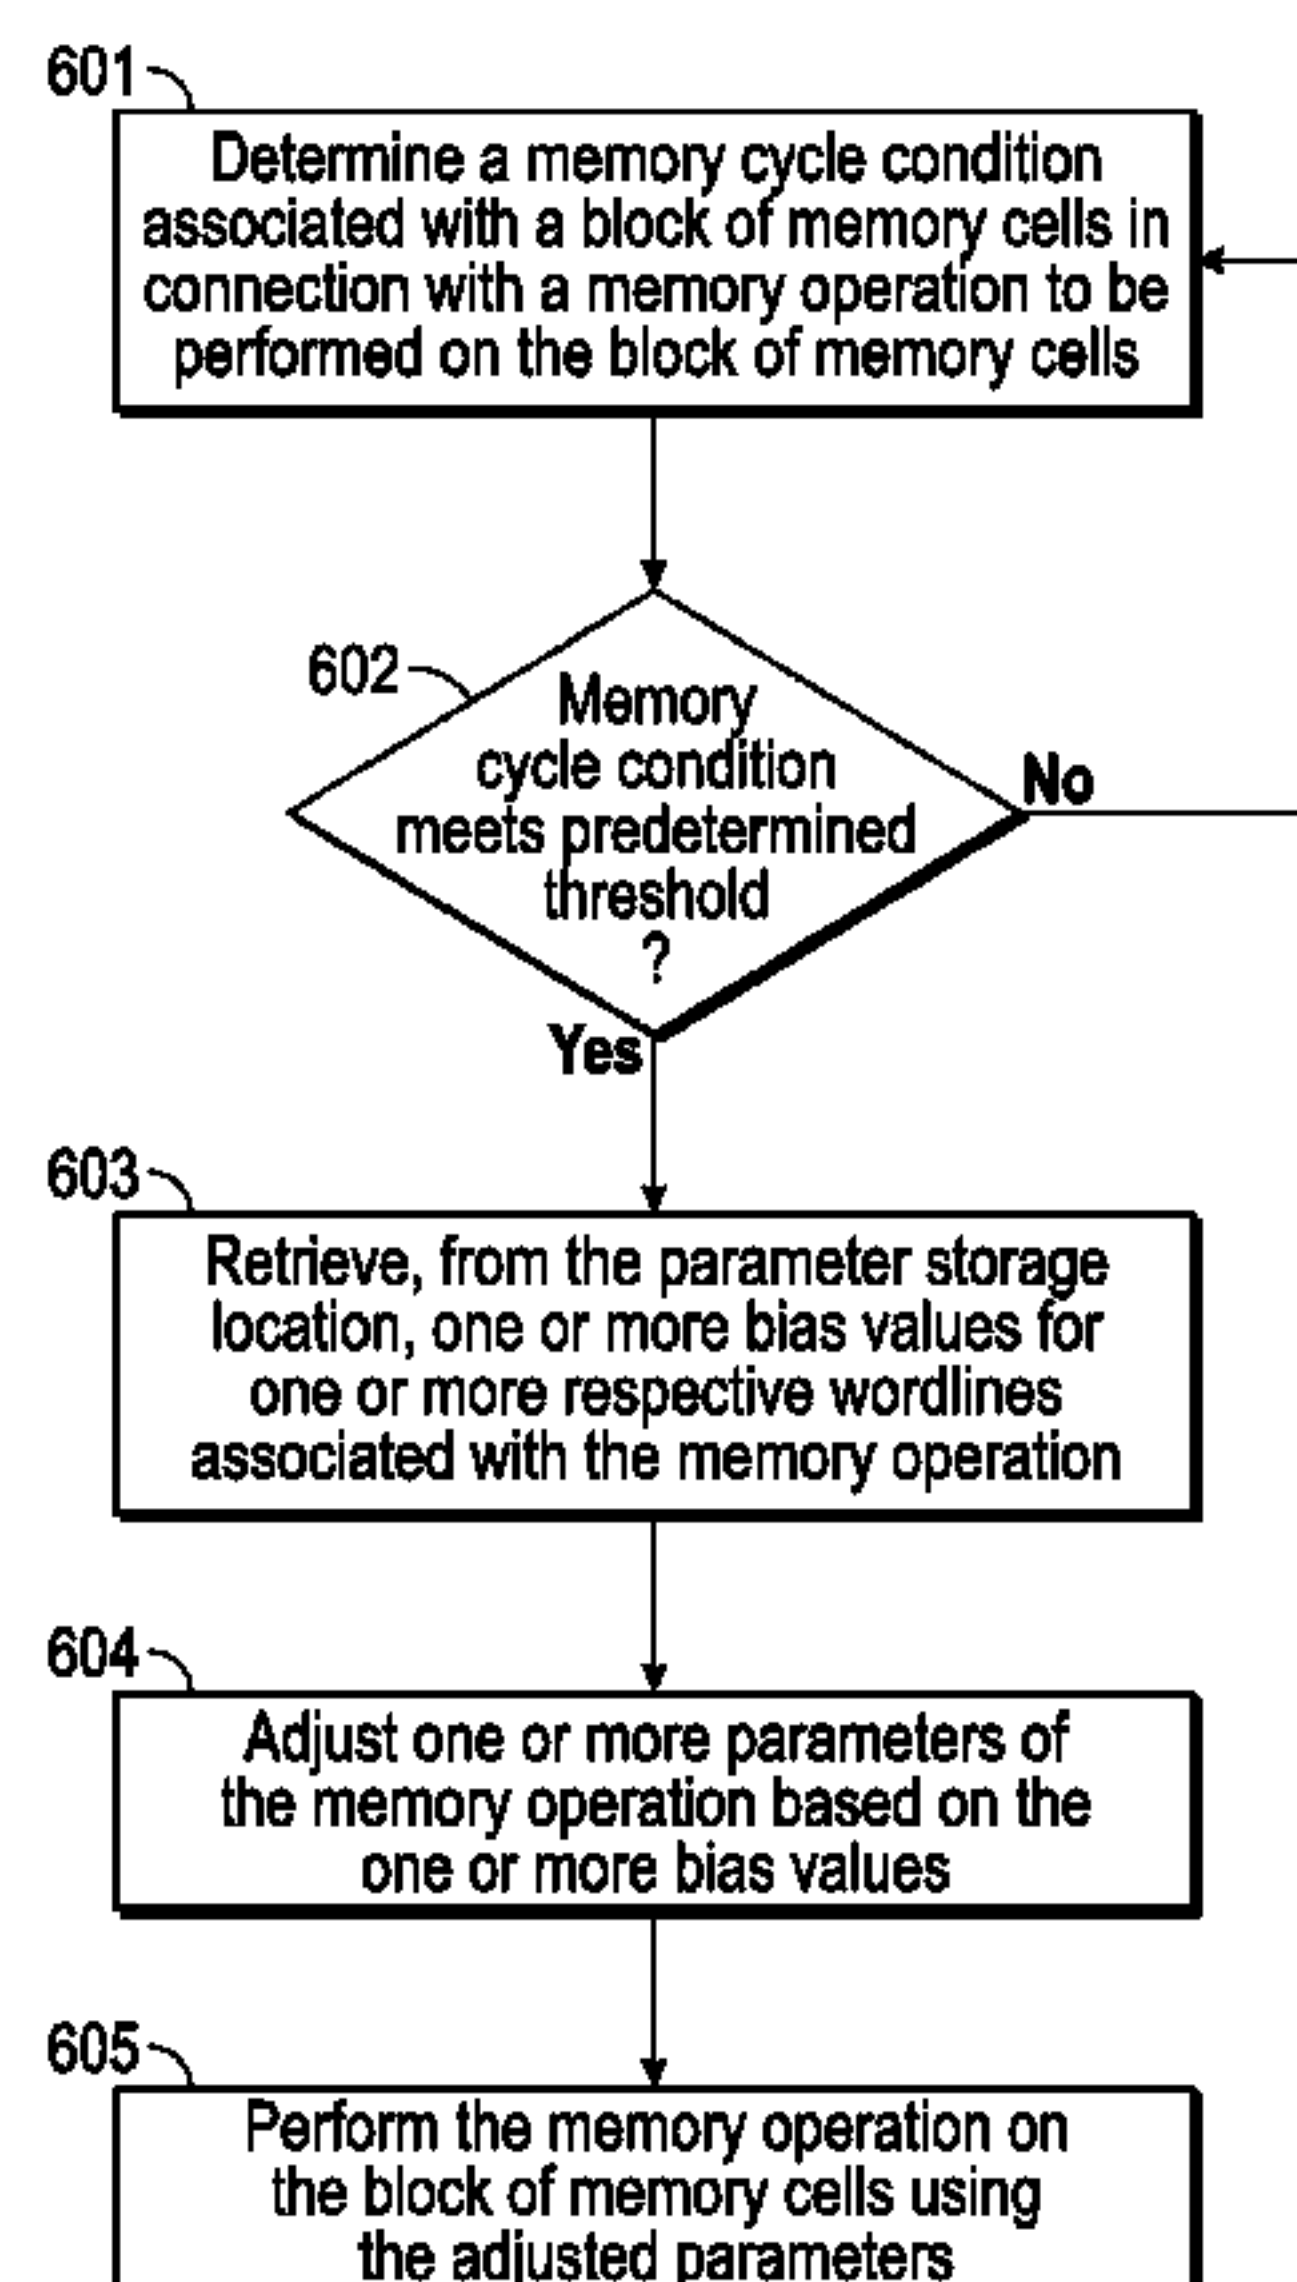 601
Determine a memory cycle condition
associated with a block of memory cells in
connection with a memory operation to be
performed on the block of memory cells
602
Memory
cycle condition
meets predetermined
threshold
?
No
Yes
603
Retrieve, from the parameter storage
location, one or more bias values for
one or more respective wordlines
associated with the memory operation
604
Adjust one or more parameters of
the memory operation based on the
one or more bias values
605
Perform the memory operation on
the block of memory cells using
the adjusted parameters